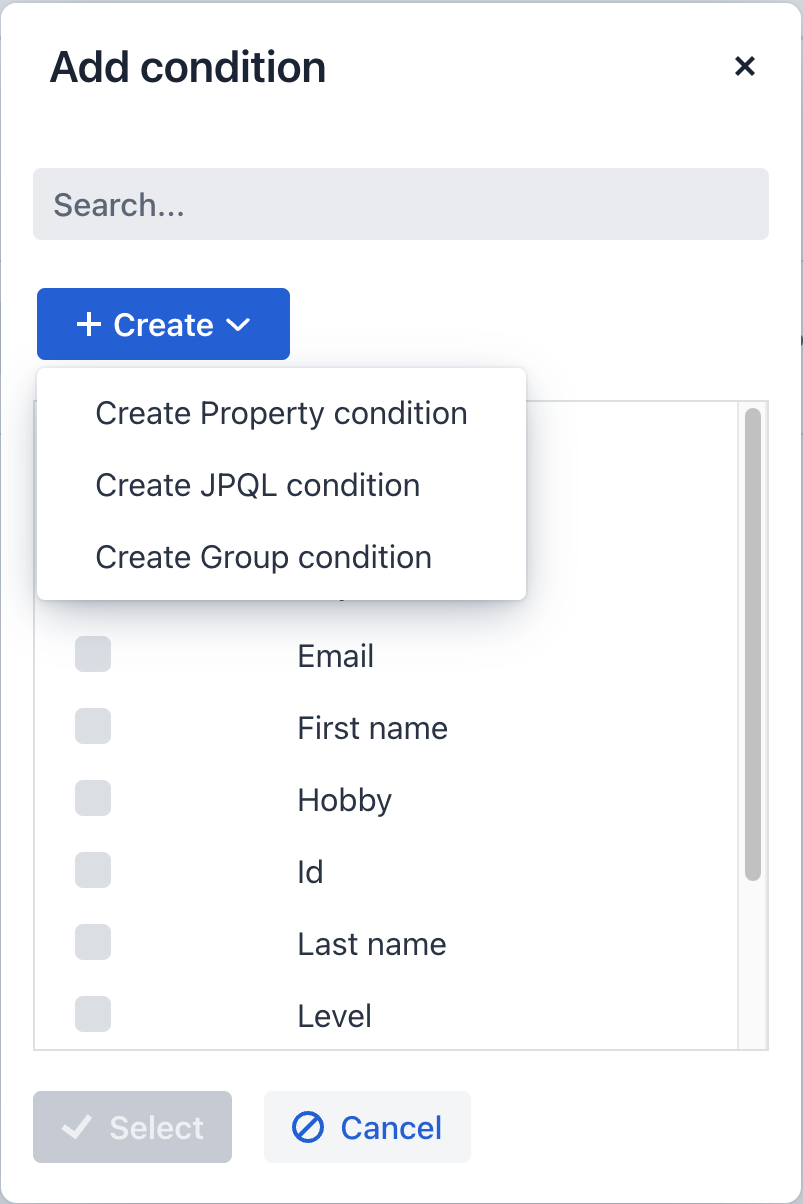 Add condition
Search...
Create
Create Property condition
Create JPQL condition
Create Group condition
Email
First name
Hobby
Id
Last name
Level
Select
Cancel